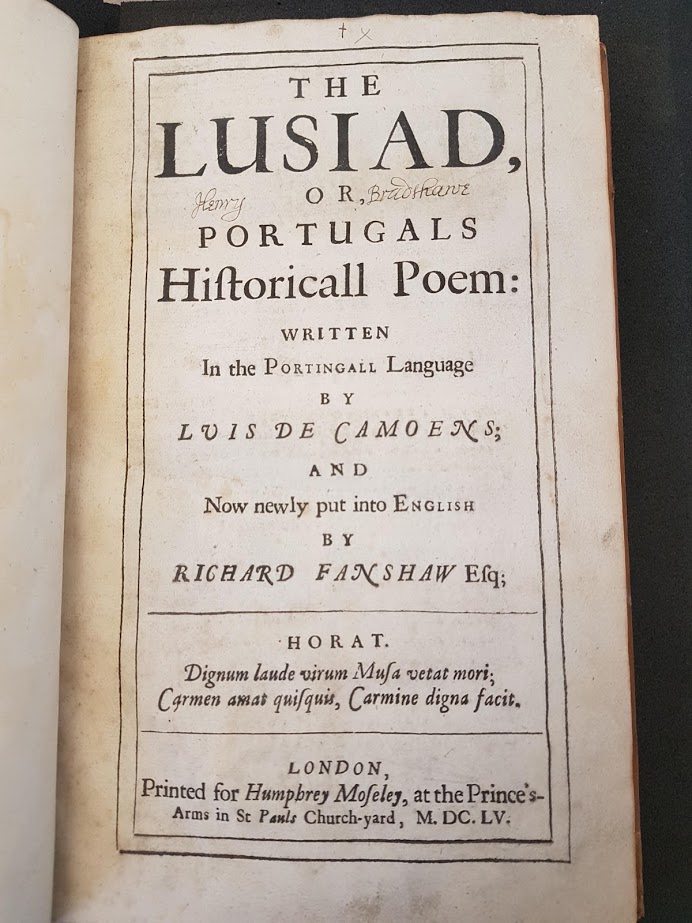 † x
THE
LUSIAD,
Henry OR, Bradshawe
PORTUGALS
Hiſtoricall Poem:
WRITTEN
In the PORTINGALL Language
BY
LVIS DE CAMOENS;
AND
Now newly put into ENGLISH
BY
RICHARD FANSHAW Eſq;
HORAT.
Dignum laude virum Muſa vetat mori;
Carmen amat quiſquis, Carmine digna facit.
LONDON,
Printed for Humphrey Moſeley, at the Prince's-
Arms in St Pauls Church-yard, M. DC. LV.